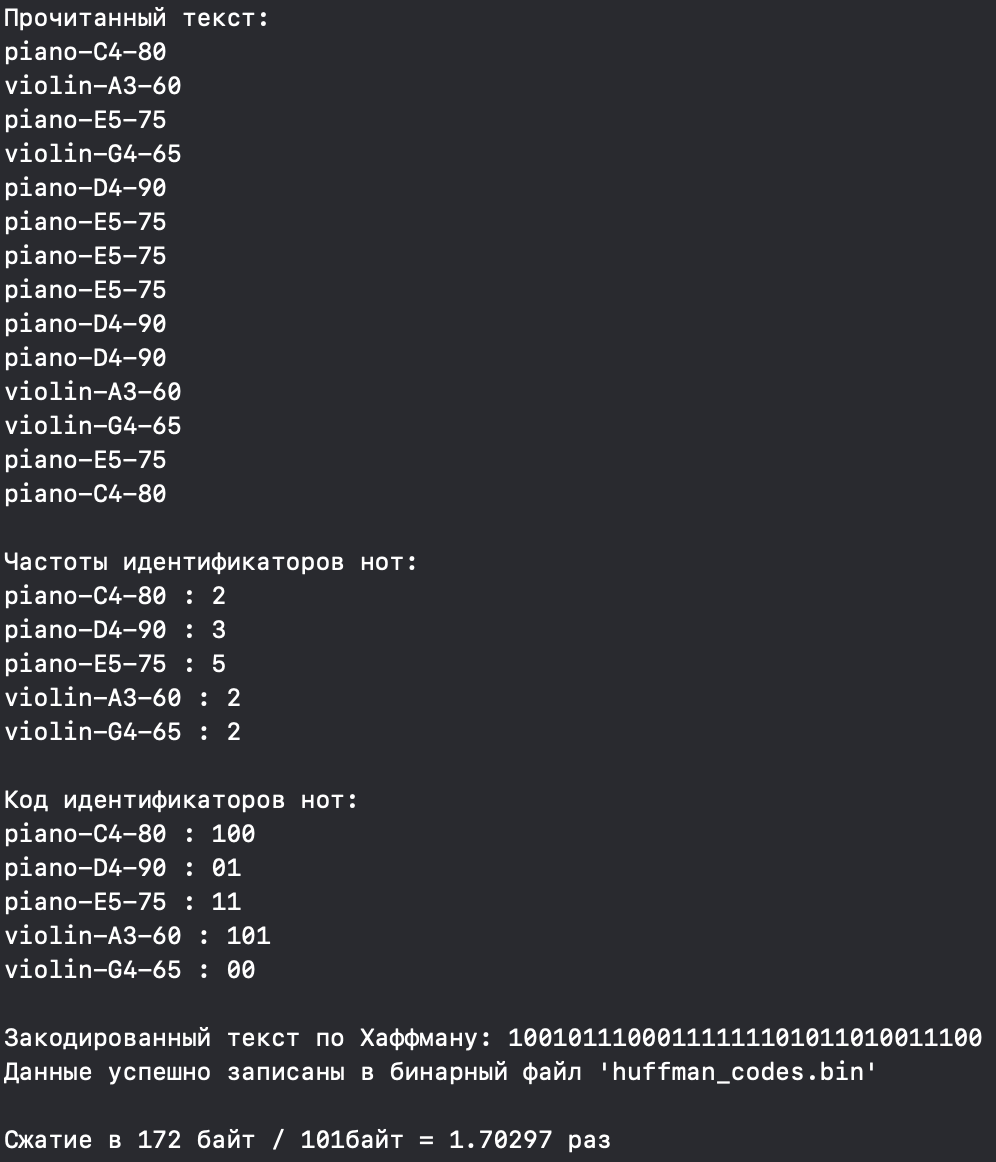 Прочитанный текст:
piano-C4-80
violin-A3-60
piano-E5-75
violin-G4-65
piano-D4-90
piano-E5-75
piano-E5-75
piano-E5-75
piano-D4-90
piano-D4-90
violin-A3-60
violin-G4-65
piano-E5-75
piano-C4-80
Частоты идентификаторов нот:
piano-C4-80 : 2
piano-D4-90 : 3
piano-E5-75 : 5
violin-A3-60 : 2
violin-G4-65 : 2
Код идентификаторов нот:
piano-C4-80 : 100
piano-D4-90 : 01
piano-E5-75 : 11
violin-A3-60 : 101
violin-G4-65 : 00
Закодированный текст по Хаффману: 10010111000111111101011010011100
Данные успешно записаны в бинарный файл 'huffman_codes.bin'
Сжатие в 172 байт / 101байт = 1.70297 раз